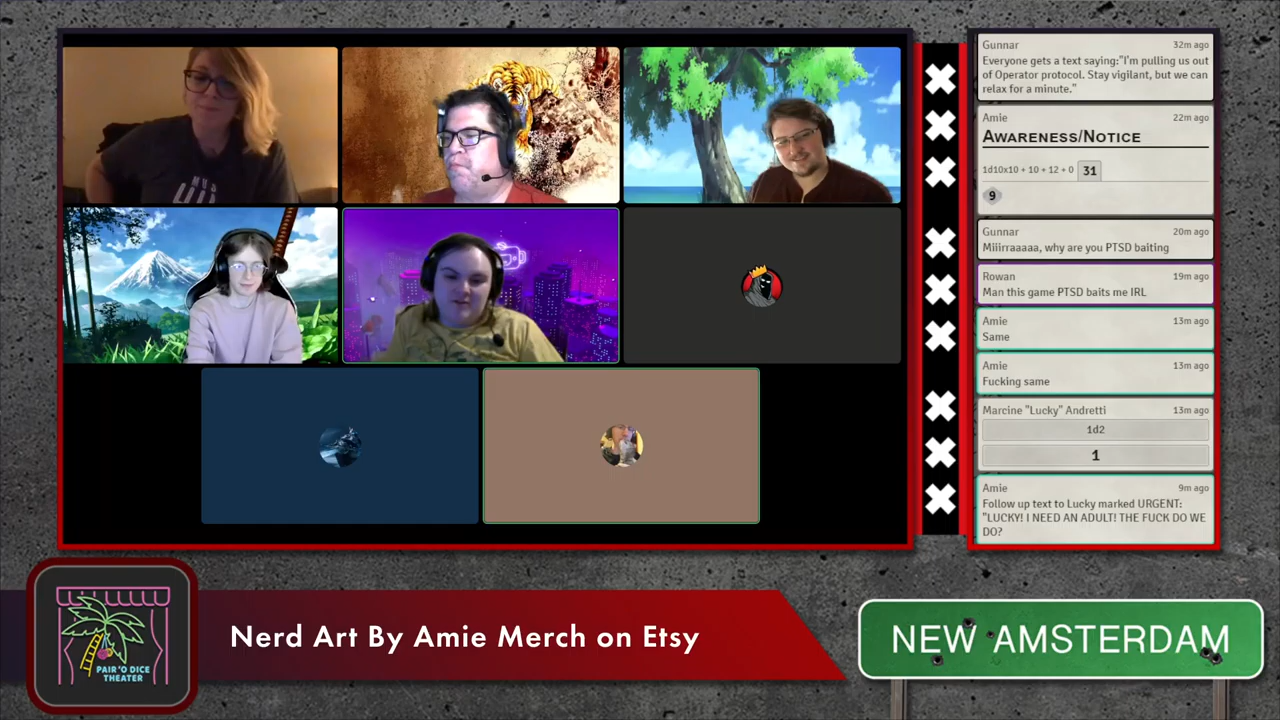 Gunnar 32m ago
Everyone gets a text saying:"I'm pulling us out
of Operator protocol. Stay vigilant, but we can
relax for a minute."
Amie 22m ago
AWARENESS/NOTICE
1d10x10 + 10 + 12 + 0 31
9
Gunnar 20m ago
Miiirraaaaa, why are you PTSD baiting
Rowan 19m ago
Man this game PTSD baits me IRL
Amie 13m ago
Same
Amie 13m ago
Fucking same
Marcine "Lucky" Andretti 13m ago
1d2
1
Amie 9m ago
Follow up text to Lucky marked URGENT:
"LUCKY! I NEED AN ADULT! THE FUCK DO WE
DO?
PAIR'O DICE
THEATER
Nerd Art By Amie Merch on Etsy
NEW AMSTERDAM